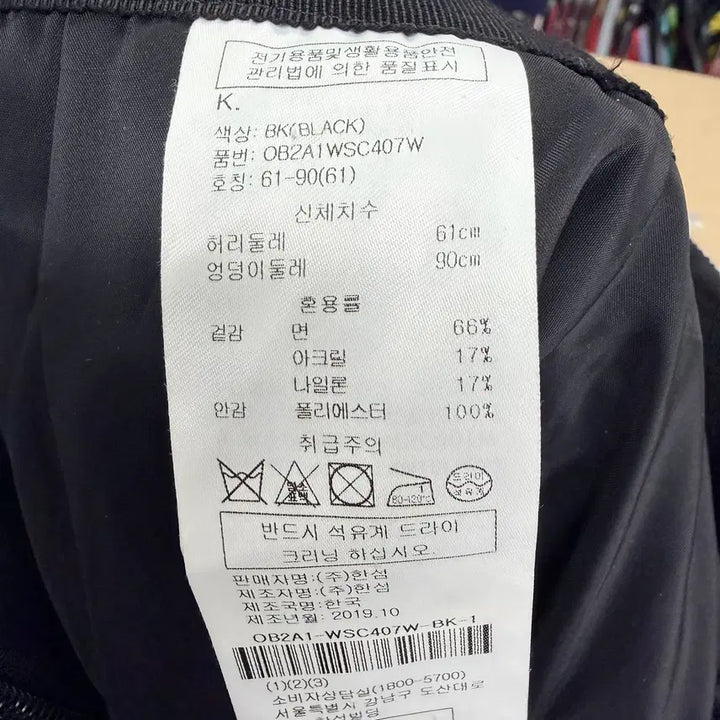 전기용품및생활용품안전
관리법에 의한 품질표시
K.
색상: BK(BLACK)
품번: OB2A1WSC407W
호칭: 61-90(61)
신체치수
허리둘레 61cm
엉덩이둘레 90cm
혼용률
겉감 면 66%
아크릴 17%
나일론 17%
안감 폴리에스터 100%
취급주의
염소 표백 80-120℃ 드라이 석유계
반드시 석유계 드라이
크리닝 하십시오
판매자명:(주)한섬
제조자명:(주)한섬
제조국명:한국
제조년월:2019.10
OB2A1-WSC407W-BK-1
(1)(2)(3)
소비자상담실(1800-5700)
서울특별시 강남구 도산대로